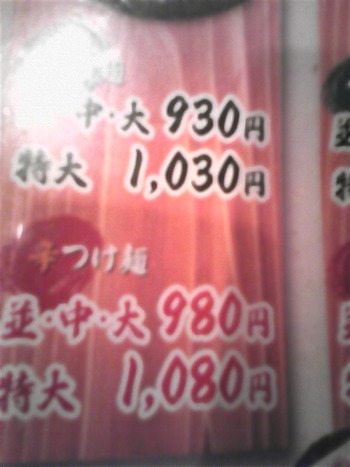 中・大 930円
特大 1,030円
辛つけ麺
並・中・大 980円
特大 1,080円